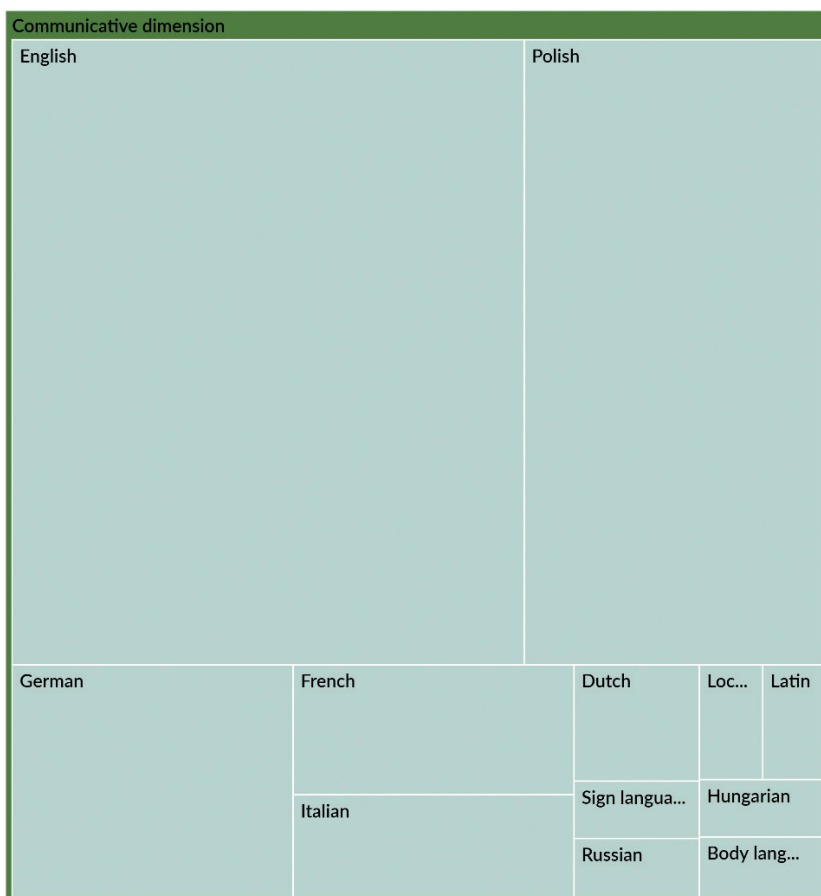 Communicative dimension
English
Polish
German
French
Dutch
Loc...
Latin
Sign langua...
Hungarian
Italian
Russian
Body lang...